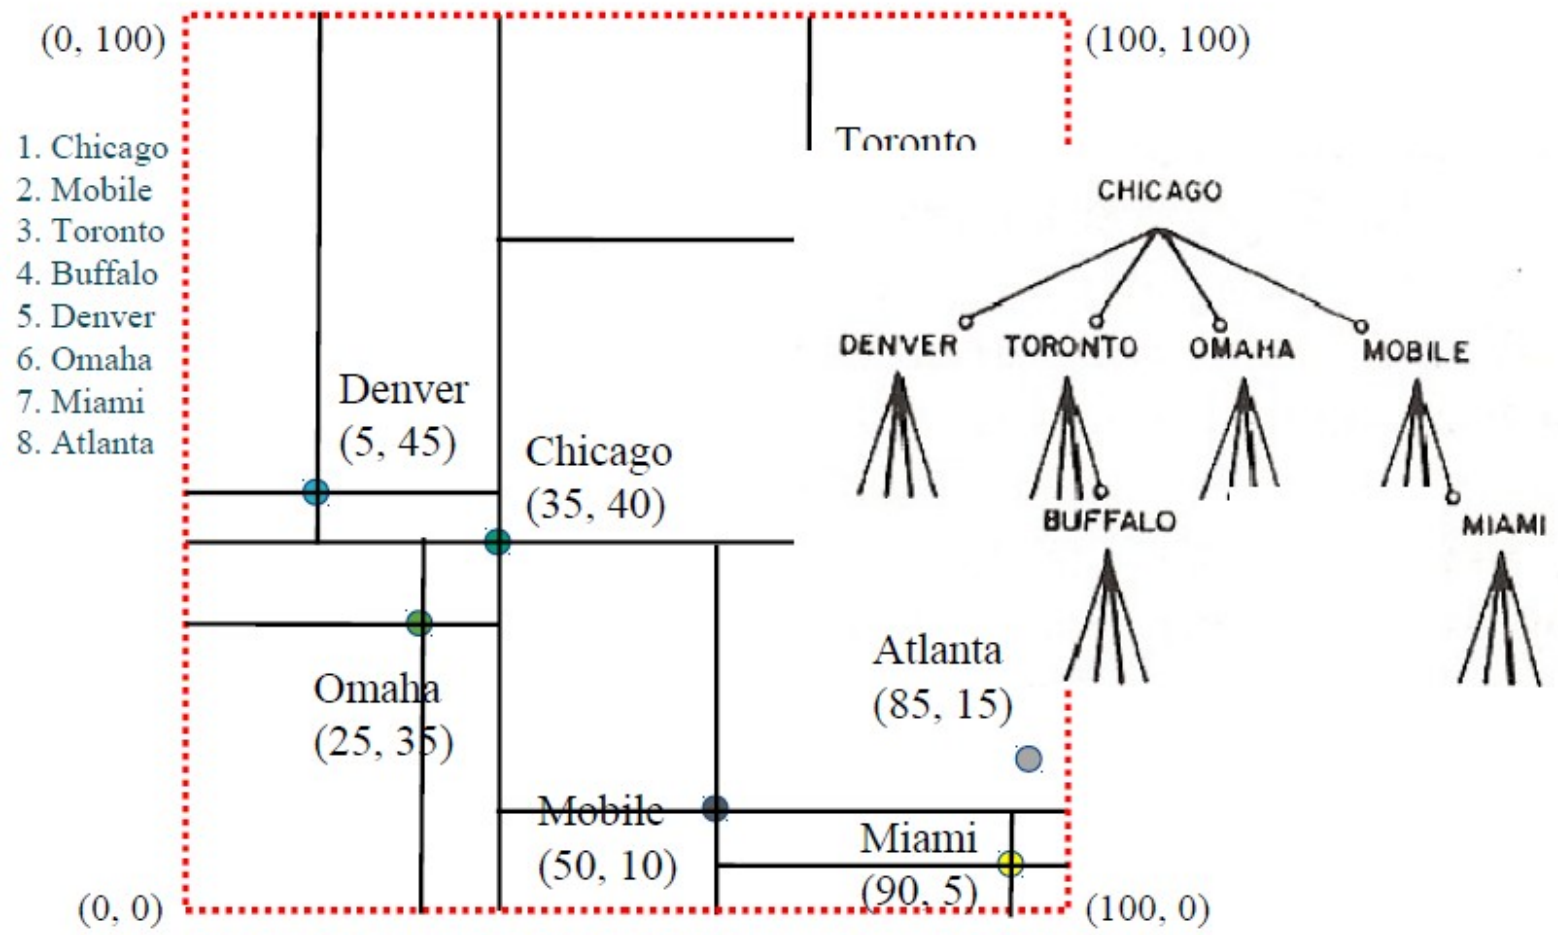 (0, 100)
(100, 100)
1. Chicago
2. Mobile
3. Toronto
4. Buffalo
5. Denver
6. Omaha
7. Miami
8. Atlanta
Toronto
CHICAGO
DENVER TORONTO OMAHA MOBILE
BUFFALO
MIAMI
Denver
(5, 45)
Chicago
(35, 40)
Omaha
(25, 35)
Atlanta
(85, 15)
Mobile
(50, 10)
Miami
(90, 5)
(0, 0)
(100, 0)